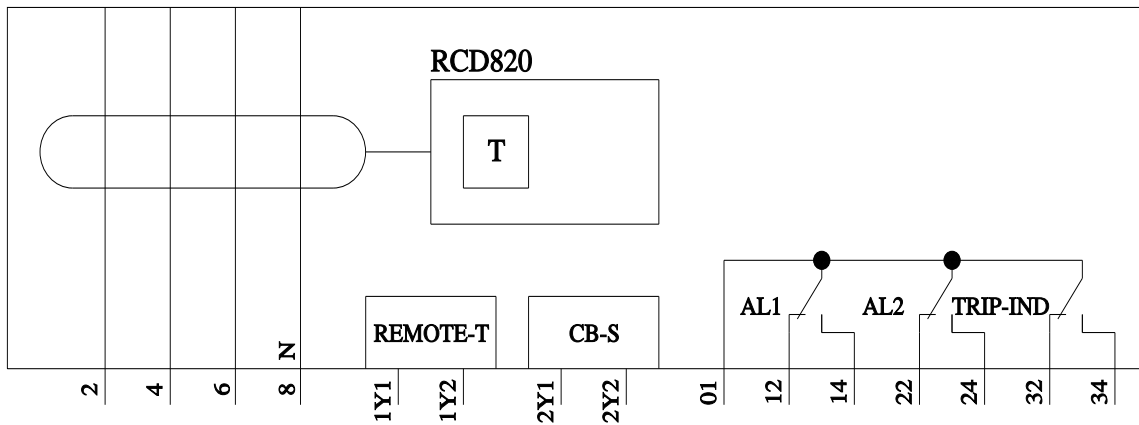 RCD820
T
AL1 AL2 TRIP-IND
REMOTE-T CB-S
N
2 4 6 8 1Y1 1Y2 2Y1 2Y2 01 12 14 22 24 32 34